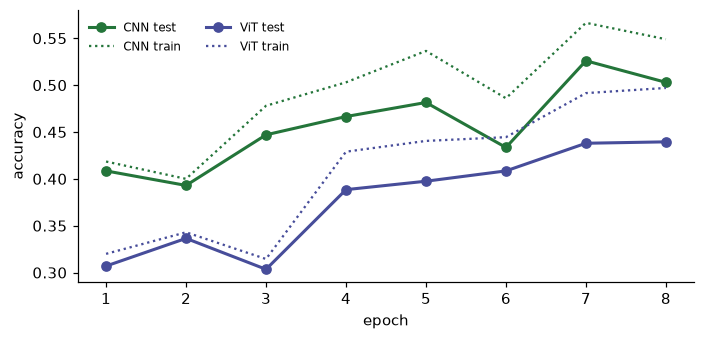 CNN test
CNN train
ViT test
ViT train
accuracy
0.55
0.50
0.45
0.40
0.35
0.30
1 2 3 4 5 6 7 8
epoch